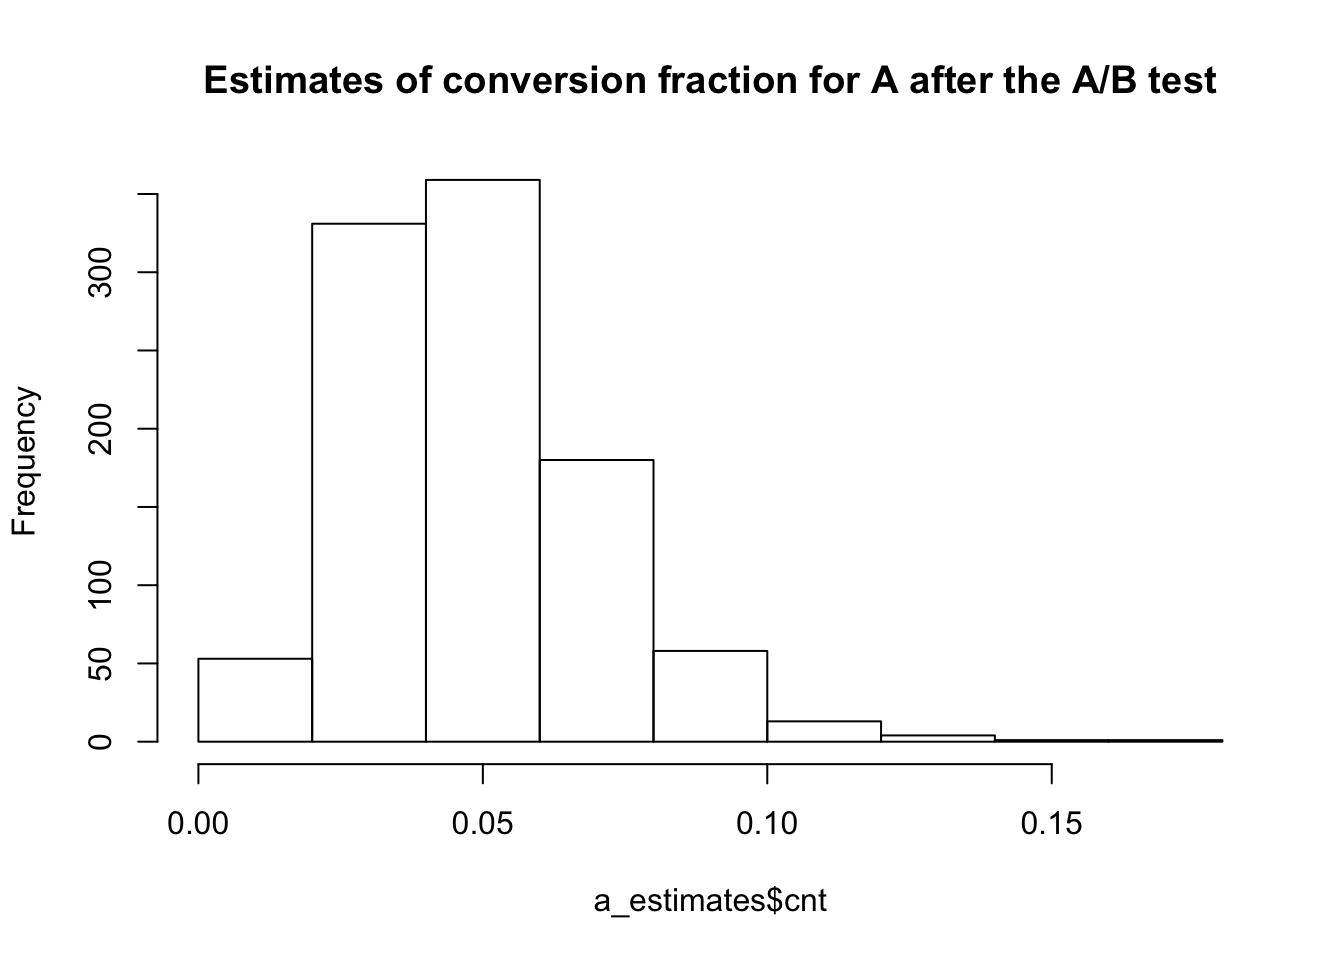 Estimates of conversion fraction for A after the A/B test
Frequency
300
200
100
50
0
0.00 0.05 0.10 0.15
a_estimates$cnt